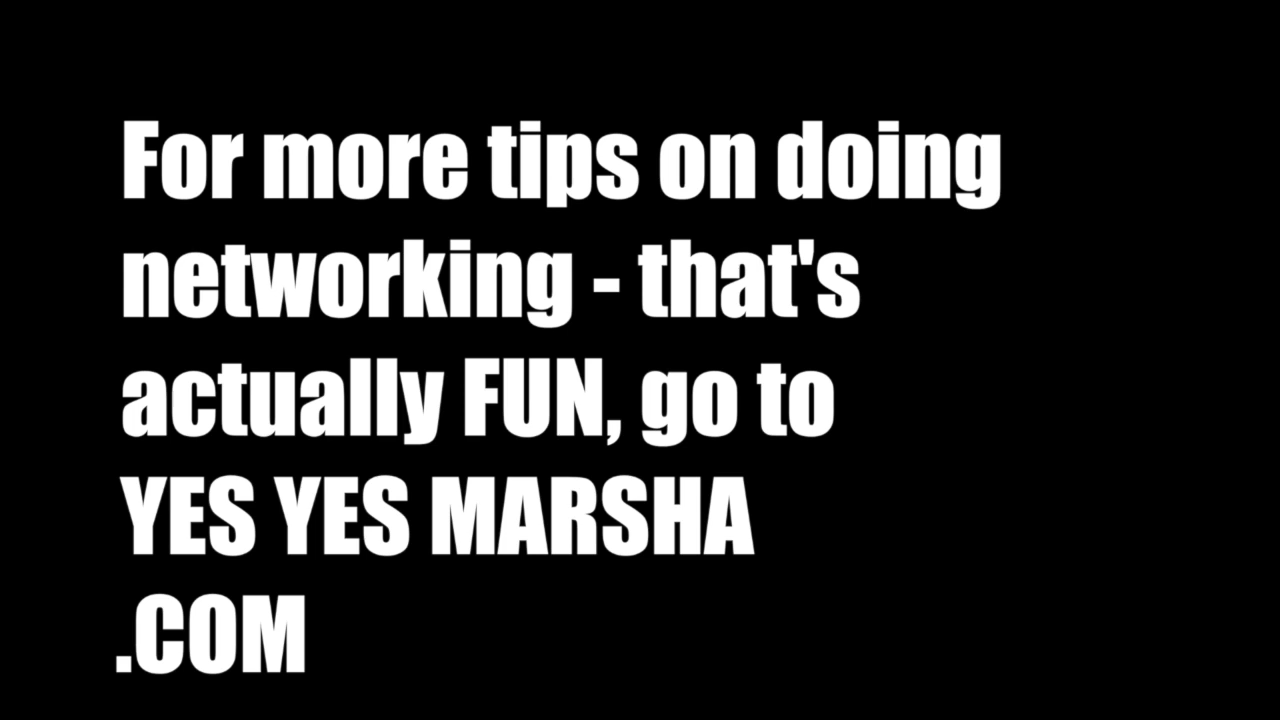 For more tips on doing
networking - that's
actually FUN, go to
YES YES MARSHA
.COM